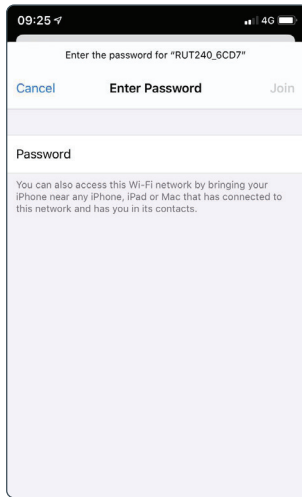 09:25 4G
Enter the password for “RUT240_6CD7”
Cancel Enter Password Join
Password
You can also access this Wi-Fi network by bringing your
iPhone near any iPhone, iPad or Mac that has connected to
this network and has you in its contacts.